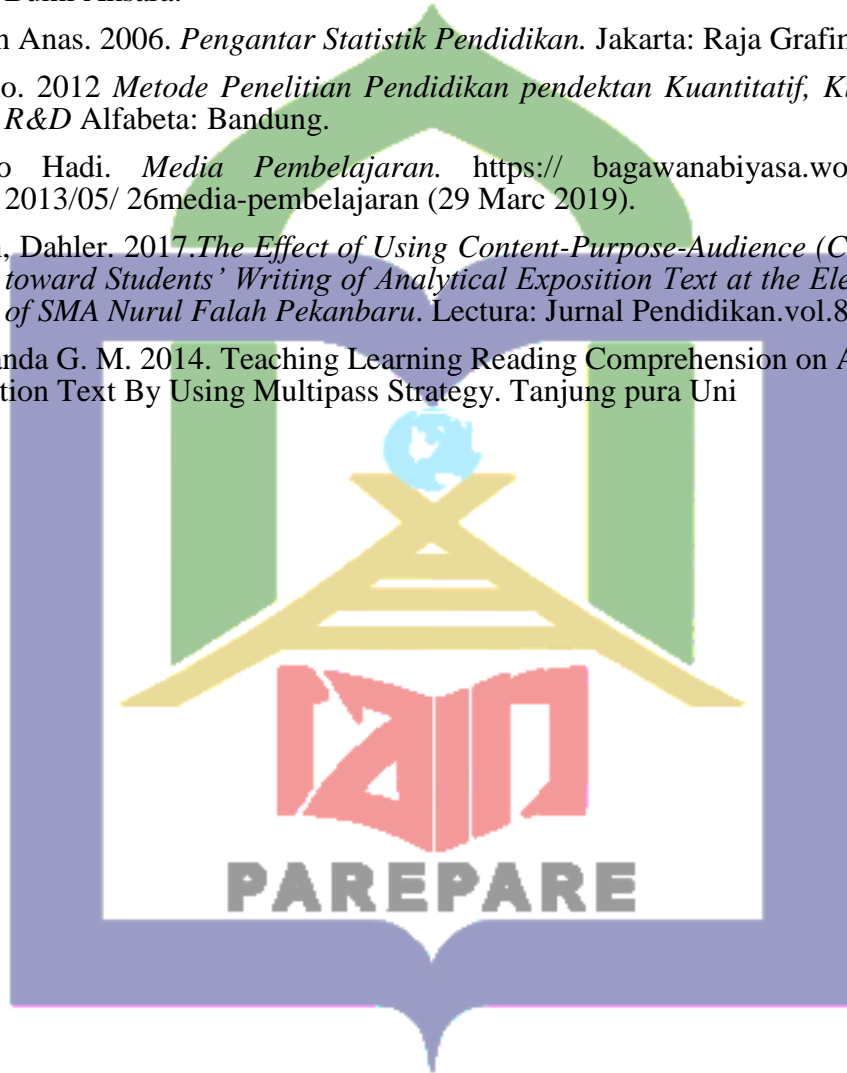 n Anas. 2006. Pengantar Statistik Pendidikan. Jakarta: Raja Grafin
o. 2012 Metode Penelitian Pendidikan pendektan Kuantitatif,
R&D Alfabeta: Bandung.
o Hadi. Media Pembelajaran. https:// bagawanabiyasa.wo
2013/05/ 26media-pembelajaran (29 Marc 2019).
, Dahler. 2017.The Effect of Using Content-Purpose-Audience (C
toward Students’ Writing of Analytical Exposition Text at the Ele
of SMA Nurul Falah Pekanbaru. Lectura: Jurnal Pendidikan.vol.8
anda G. M. 2014. Teaching Learning Reading Comprehension on A
tion Text By Using Multipass Strategy. Tanjung pura Uni
iain
PAREPARE